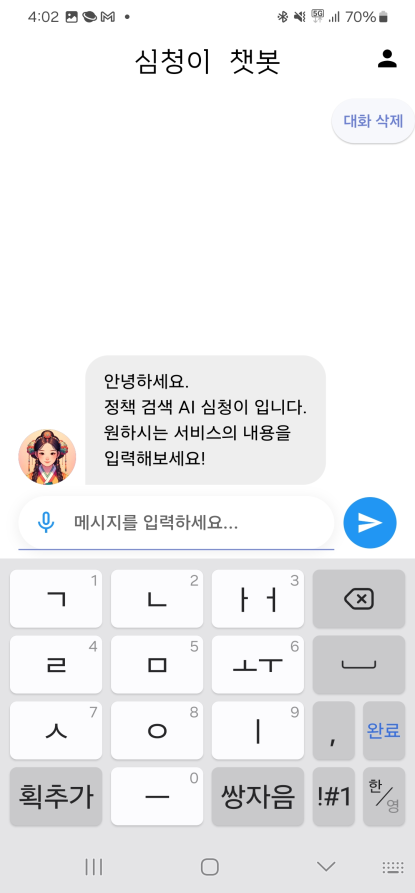 4:02
5G
70%
심청이 챗봇
대화 삭제
안녕하세요.
정책 검색 AI 심청이 입니다.
원하시는 서비스의 내용을
입력해보세요!
메시지를 입력하세요...
ㄱ 1 ㄴ 2 ㅏㅓ 3
ㄹ 4 ㅁ 5 ㅗㅜ 6
ㅅ 7 ㅇ 8 ㅣ 9 , 완료
획추가 ㅡ 0 쌍자음 !#1 한/영